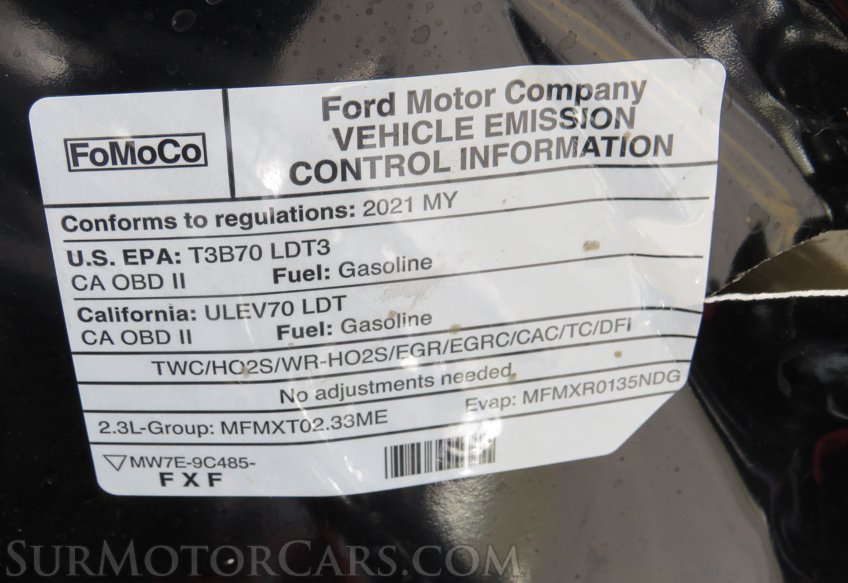 FoMoCo
Ford Motor Company
VEHICLE EMISSION
CONTROL INFORMATION
Conforms to regulations: 2021 MY
U.S. EPA: T3B70 LDT3
CA OBD II Fuel: Gasoline
California: ULEV70 LDT
CA OBD II Fuel: Gasoline
TWC/HO2S/WR-HO2S/EGR/EGRC/CAC/TC/DFI
No adjustments needed.
2.3L-Group: MFMXT02.33ME Evap: MFMXR0135NDG
MW7E-9C485-
FXF
SurMotorCars.com